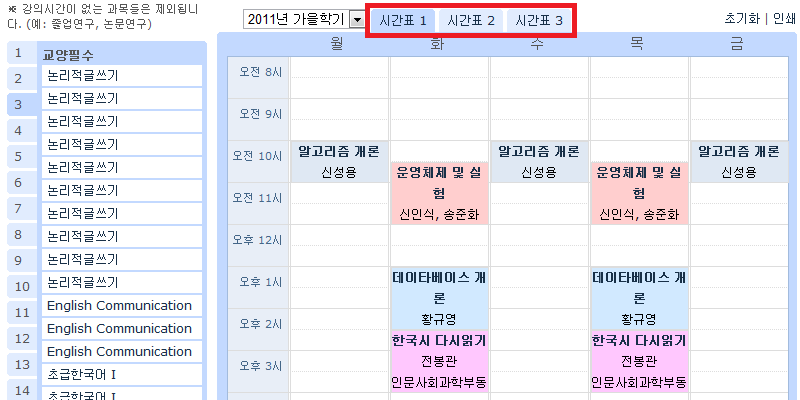 ※ 강의시간이 없는 과목들은 제외됩니
다. (예: 졸업연구, 논문연구)
2011년 가을학기
시간표 1
시간표 2
시간표 3
초기화 | 인쇄
1
2
3
4
5
6
7
8
9
10
11
12
13
14
교양필수
논리적글쓰기
논리적글쓰기
논리적글쓰기
논리적글쓰기
논리적글쓰기
논리적글쓰기
논리적글쓰기
논리적글쓰기
논리적글쓰기
논리적글쓰기
English Communication
English Communication
English Communication
초급한국어 I
초급한국어 I
월 화 수 목 금
오전 8시
오전 9시
오전 10시
오전 11시
오후 12시
오후 1시
오후 2시
오후 3시
알고리즘 개론
신성용
운영체제 및 실
험
신인식, 송준화
데이타베이스 개
론
황규영
한국시 다시읽기
전봉관
인문사회과학부동
알고리즘 개론
신성용
운영체제 및 실
험
신인식, 송준화
데이타베이스 개
론
황규영
한국시 다시읽기
전봉관
인문사회과학부동
알고리즘 개론
신성용